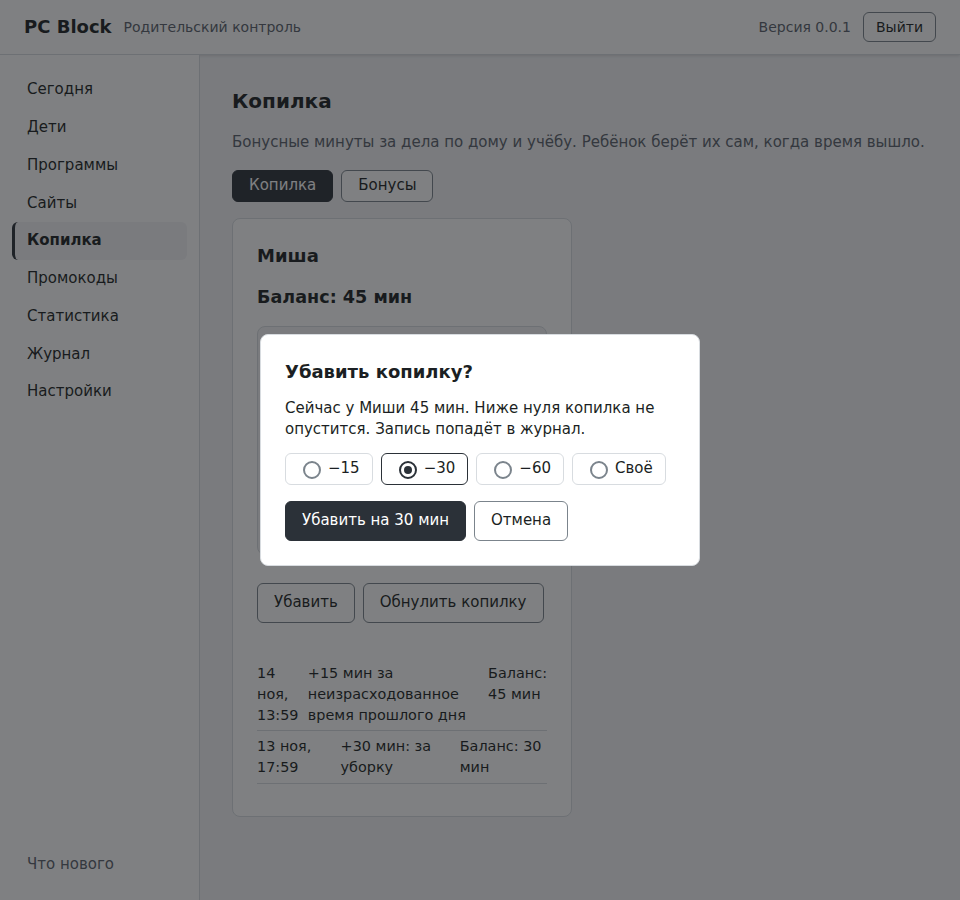 PC Block Родительский контроль
Версия 0.0.1 Выйти
Сегодня
Дети
Программы
Сайты
Копилка
Промокоды
Статистика
Журнал
Настройки
Что нового
Копилка
Бонусные минуты за дела по дому и учёбу. Ребёнок берёт их сам, когда время вышло.
Копилка Бонусы
Миша
Баланс: 45 мин
Убавить копилку?
Сейчас у Миши 45 мин. Ниже нуля копилка не
опустится. Запись попадёт в журнал.
−15 −30 −60 Своё
Убавить на 30 мин Отмена
Убавить Обнулить копилку
14 +15 мин за Баланс:
ноя, неизрасходованное 45 мин
13:59 время прошлого дня
13 ноя, +30 мин: за Баланс: 30
17:59 уборку мин